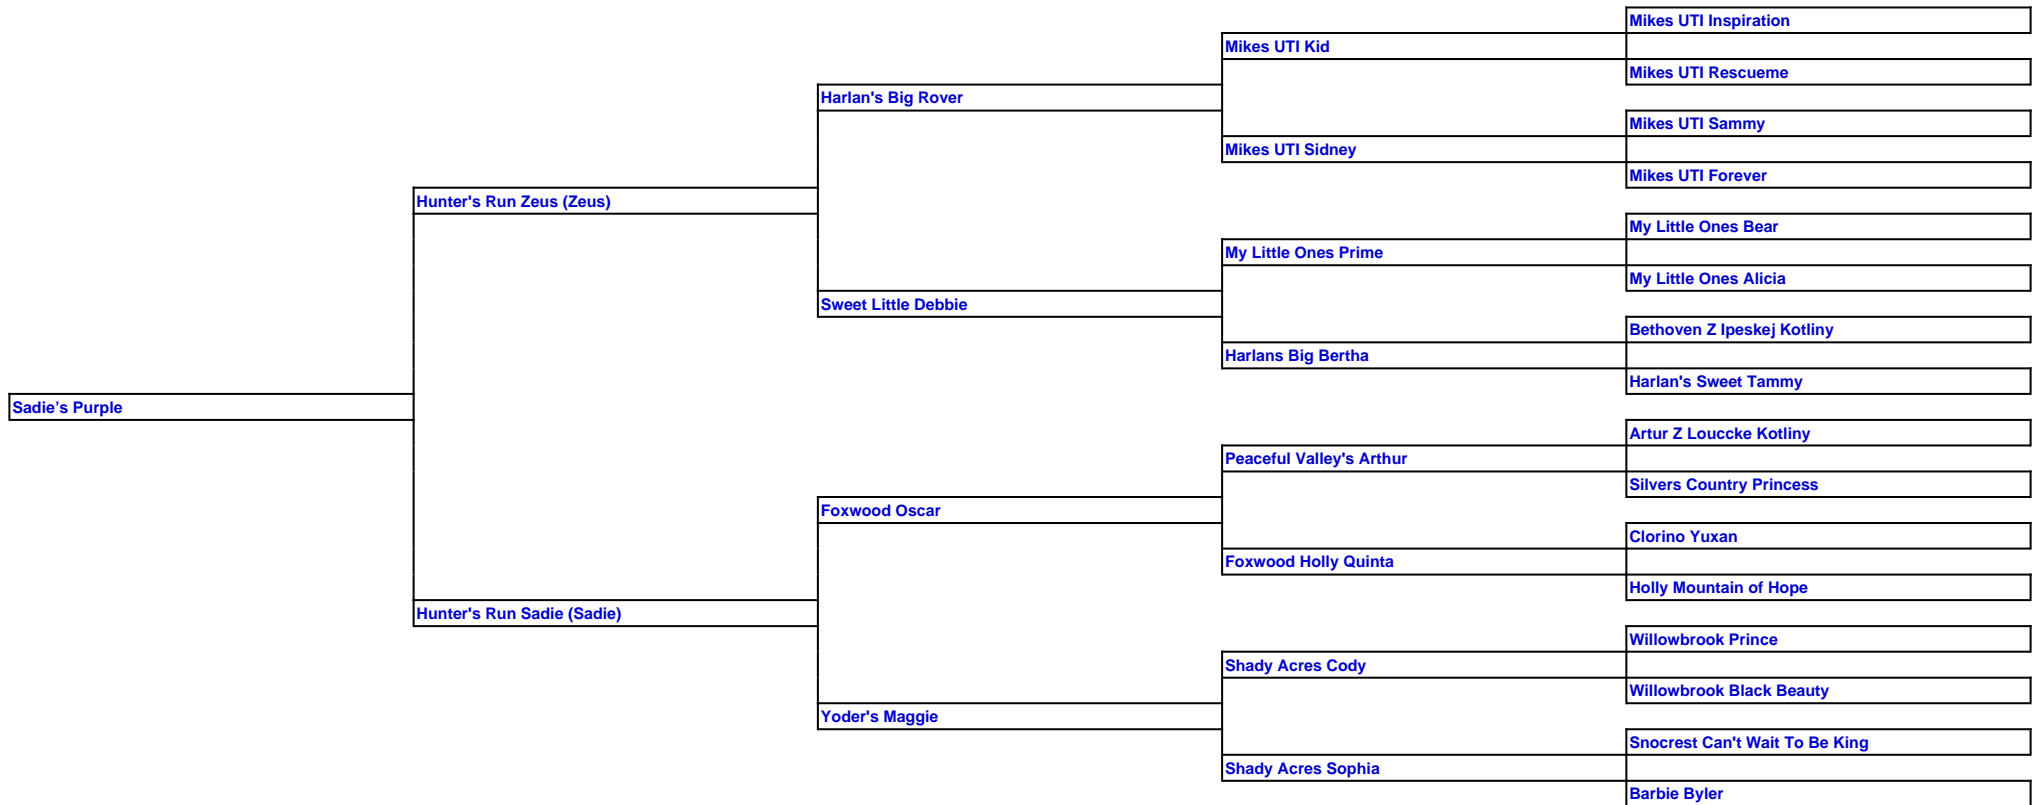 Mikes UTI Inspiration
Mikes UTI Kid
Mikes UTI Rescueme
Harlan's Big Rover
Mikes UTI Sammy
Mikes UTI Sidney
Mikes UTI Forever
Hunter's Run Zeus (Zeus)
My Little Ones Bear
My Little Ones Prime
My Little Ones Alicia
Sweet Little Debbie
Bethoven Z Ipeskej Kotliny
Harlans Big Bertha
Harlan's Sweet Tammy
Sadie’s Purple
Artur Z Louccke Kotliny
Peaceful Valley's Arthur
Silvers Country Princess
Foxwood Oscar
Clorino Yuxan
Foxwood Holly Quinta
Holly Mountain of Hope
Hunter's Run Sadie (Sadie)
Willowbrook Prince
Shady Acres Cody
Willowbrook Black Beauty
Yoder's Maggie
Snocrest Can't Wait To Be King
Shady Acres Sophia
Barbie Byler